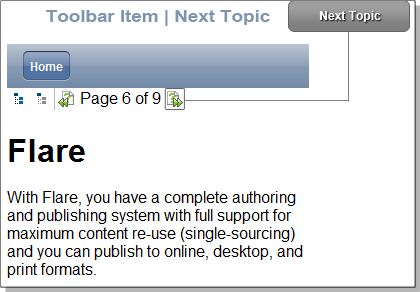 Toolbar Item | Next Topic
Next Topic
Home
Page 6 of 9
Flare
With Flare, you have a complete authoring
and publishing system with full support for
maximum content re-use (single-sourcing)
and you can publish to online, desktop, and
print formats.